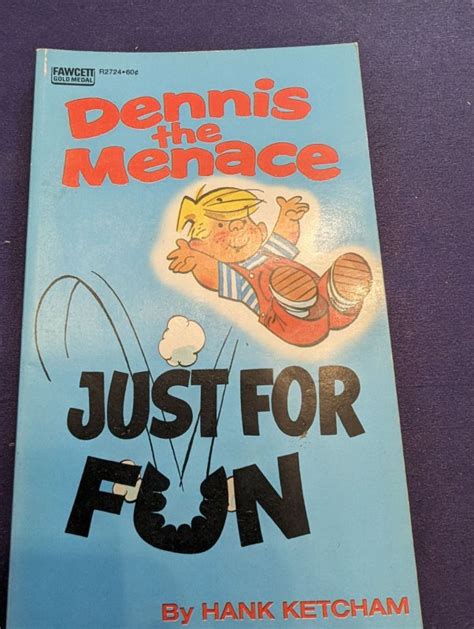 FAWCETT
GOLD MEDAL
R2724•60¢
Dennis
the
Menace
JUST FOR
FUN
By HANK KETCHAM